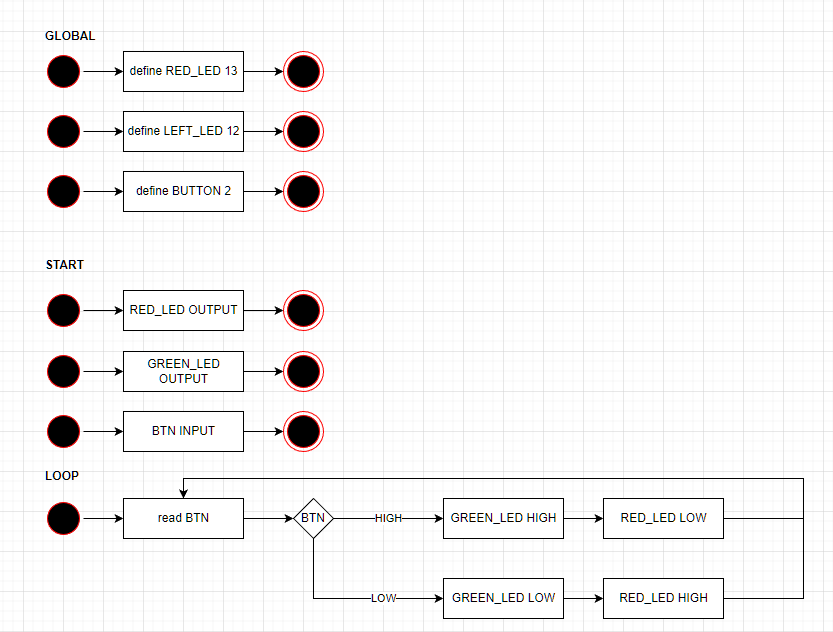 GLOBAL
define RED_LED 13
define LEFT_LED 12
define BUTTON 2
START
RED_LED OUTPUT
GREEN_LED
OUTPUT
BTN INPUT
LOOP
read BTN
BTN
HIGH
GREEN_LED HIGH
RED_LED LOW
LOW
GREEN_LED LOW
RED_LED HIGH